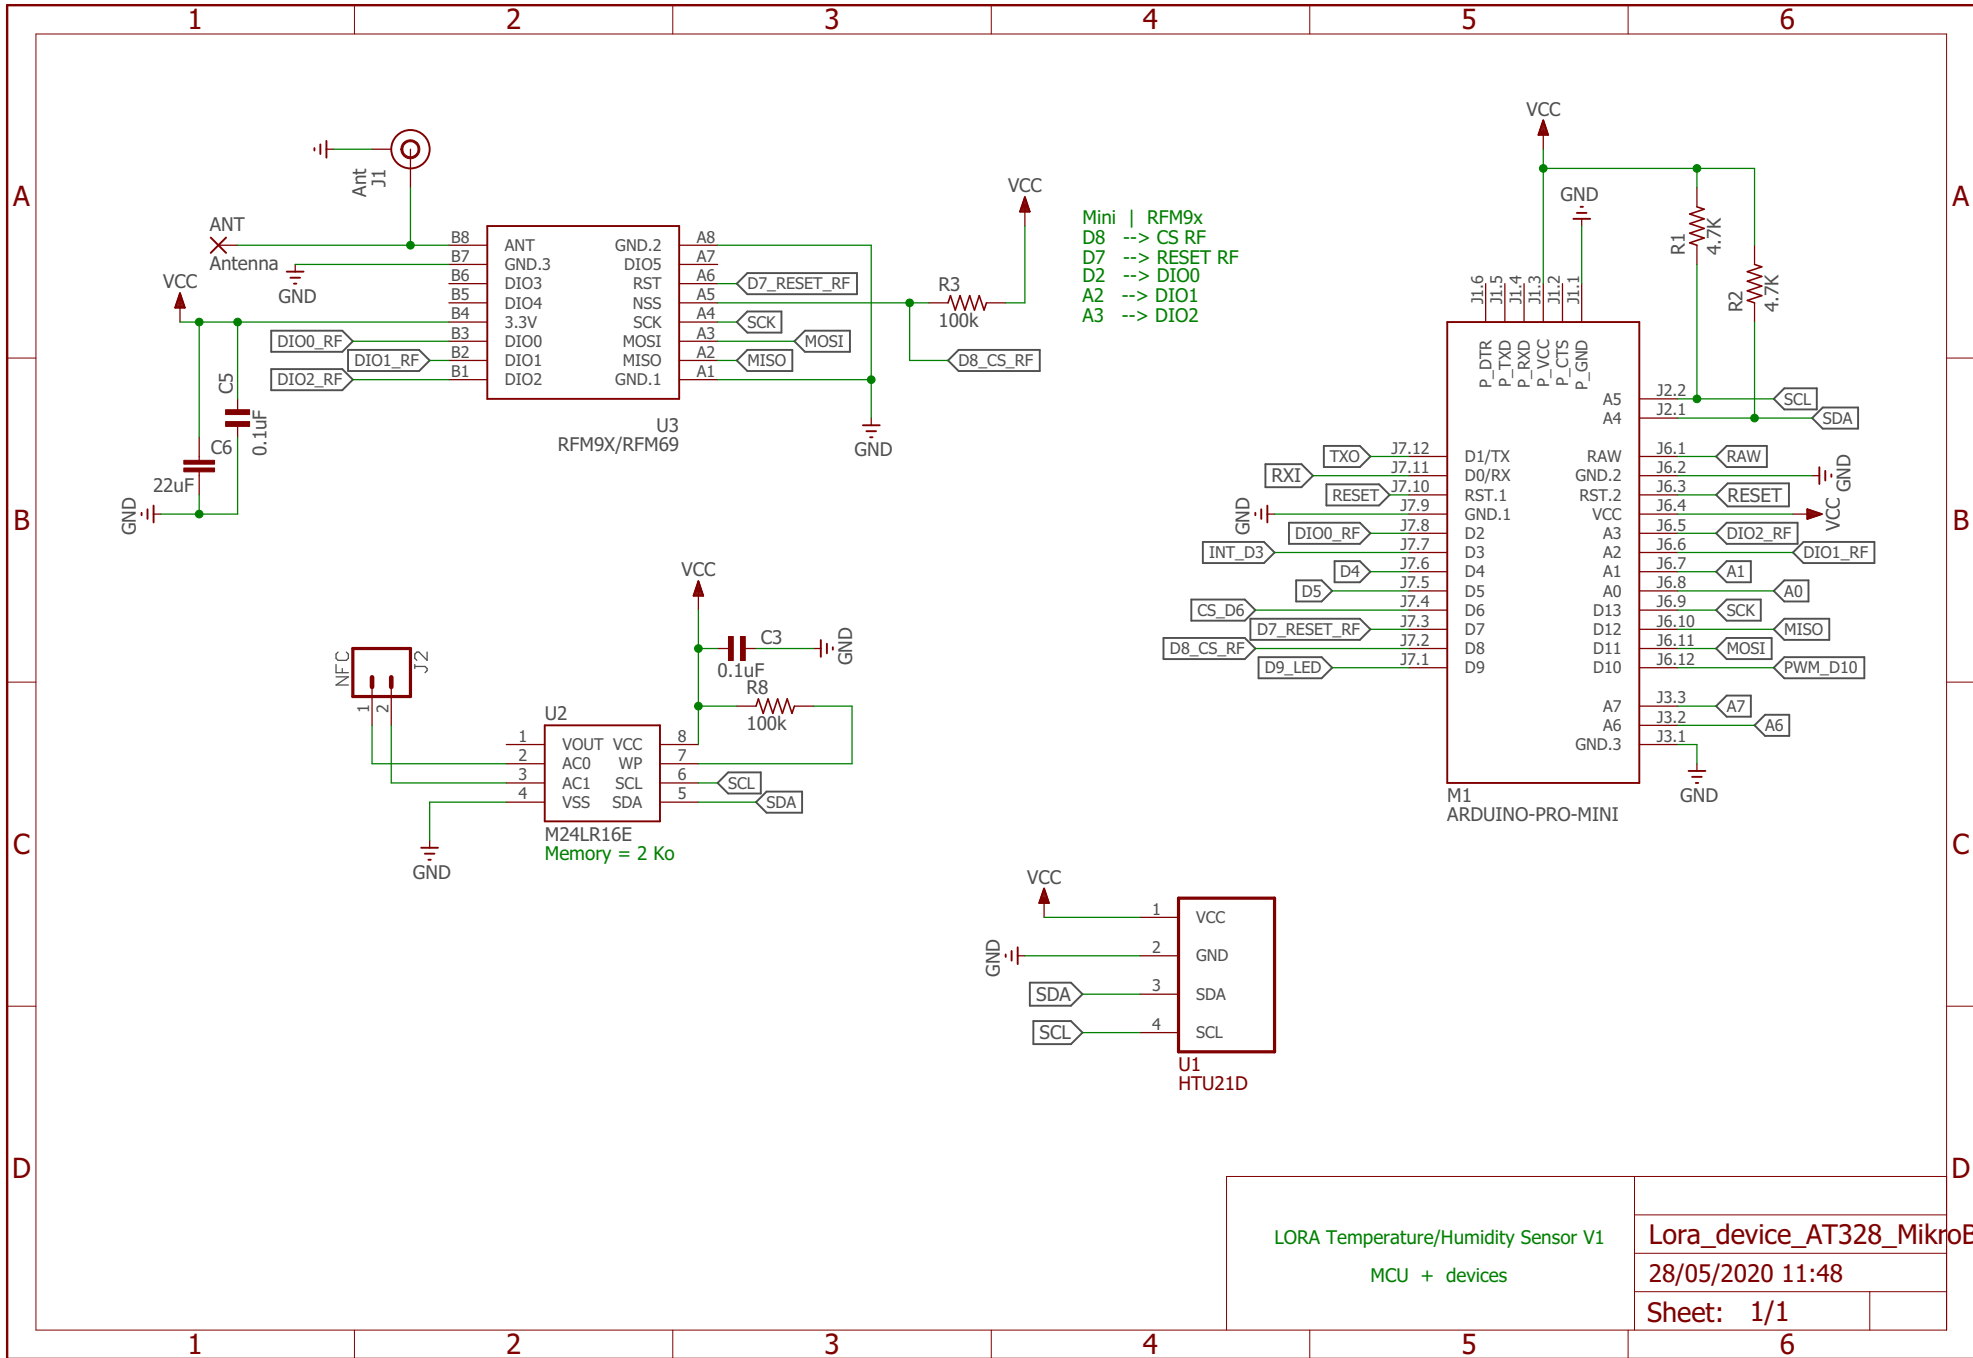 1 2 3 4 5 6
A
B
C
D
A
B
C
D
1 2 3 4 5 6
Ant
J1
ANT
Antenna
VCC
GND
B8 ANT
B7 GND.3
B6 DIO3
B5 DIO4
B4 3.3V
B3 DIO0
B2 DIO1
B1 DIO2
GND.2 A8
DIO5 A7
RST A6
NSS A5
SCK A4
MOSI A3
MISO A2
GND.1 A1
U3
RFM9X/RFM69
DIO0_RF
DIO1_RF
DIO2_RF
C5
0.1uF
C6
22uF
GND
D7_RESET_RF
SCK
MOSI
MISO
D8_CS_RF
R3
100k
VCC
GND
Mini | RFM9x
D8 --> CS RF
D7 --> RESET RF
D2 --> DIO0
A2 --> DIO1
A3 --> DIO2
VCC
GND
R1
4.7K
R2
4.7K
J1.6 J1.5 J1.4 J1.3 J1.2 J1.1
P_DTR P_TXD P_RXD P_VCC P_CTS P_GND
A5 J2.2 SCL
A4 J2.1 SDA
TXO J7.12 D1/TX
RXI J7.11 D0/RX
RESET J7.10 RST.1
GND J7.9 GND.1
DIO0_RF J7.8 D2
INT_D3 J7.7 D3
D4 J7.6 D4
D5 J7.5 D5
CS_D6 J7.4 D6
D7_RESET_RF J7.3 D7
D8_CS_RF J7.2 D8
D9_LED J7.1 D9
RAW J6.1 RAW
GND.2 J6.2 GND
RST.2 J6.3 RESET
VCC J6.4 VCC
A3 J6.5 DIO2_RF
A2 J6.6 DIO1_RF
A1 J6.7 A1
A0 J6.8 A0
D13 J6.9 SCK
D12 J6.10 MISO
D11 J6.11 MOSI
D10 J6.12 PWM_D10
A7 J3.3 A7
A6 J3.2 A6
GND.3 J3.1
GND
M1
ARDUINO-PRO-MINI
VCC
C3
0.1uF
GND
R8
100k
NFC
J2
1 2
U2
1 VOUT VCC 8
2 AC0 WP 7
3 AC1 SCL 6 SCL
4 VSS SDA 5 SDA
M24LR16E
Memory = 2 Ko
GND
VCC
1 VCC
GND 2 GND
SDA 3 SDA
SCL 4 SCL
U1
HTU21D
LORA Temperature/Humidity Sensor V1
MCU + devices
Lora_device_AT328_MikroB
28/05/2020 11:48
Sheet: 1/1